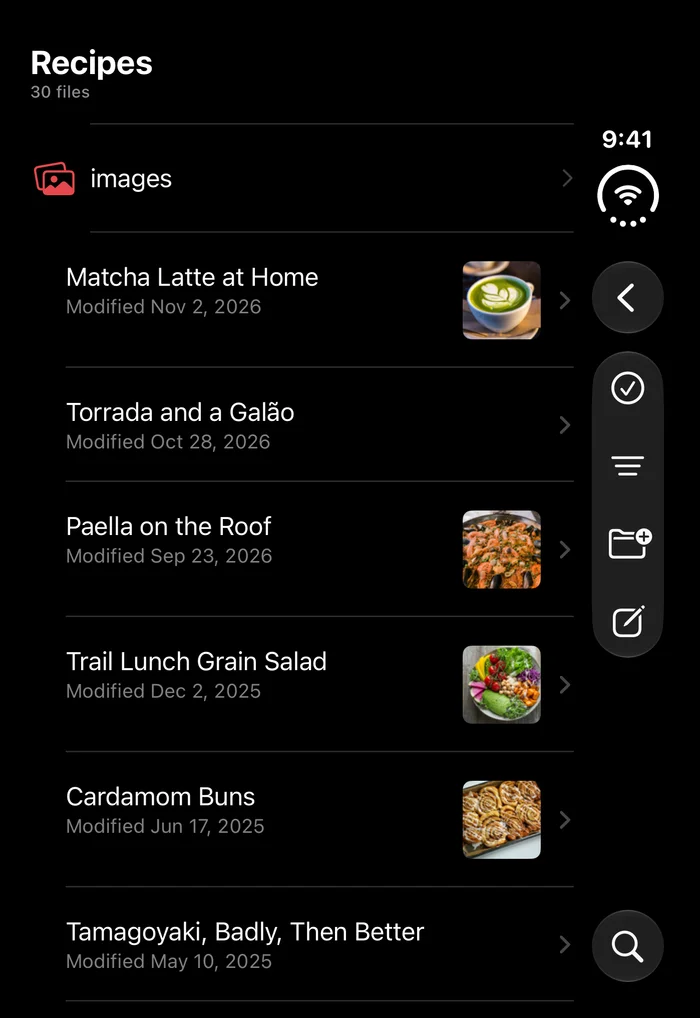 Recipes
30 files
9:41
images
Matcha Latte at Home
Modified Nov 2, 2026
Torrada and a Galão
Modified Oct 28, 2026
Paella on the Roof
Modified Sep 23, 2026
Trail Lunch Grain Salad
Modified Dec 2, 2025
Cardamom Buns
Modified Jun 17, 2025
Tamagoyaki, Badly, Then Better
Modified May 10, 2025